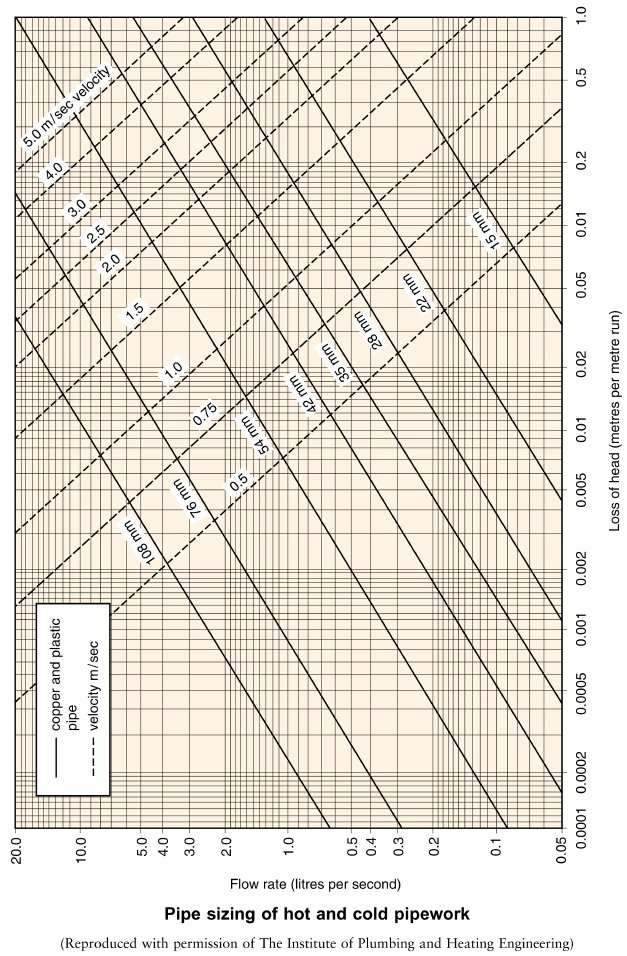 5.0 m/sec velocity
4.0
3.0
2.5
2.0
1.5
1.0
0.75
0.5
15 mm
22 mm
28 mm
35 mm
42 mm
54 mm
76 mm
108 mm
copper and plastic
pipe
velocity m/sec
1.0
0.5
0.2
0.01
0.05
0.02
0.01
0.005
0.002
0.001
0.0005
0.0002
0.0001
Loss of head (metres per metre run)
20.0 10.0 5.0 4.0 3.0 2.0 1.0 0.5 0.4 0.3 0.2 0.1 0.05
Flow rate (litres per second)
Pipe sizing of hot and cold pipework
(Reproduced with permission of The Institute of Plumbing and Heating Engineering)